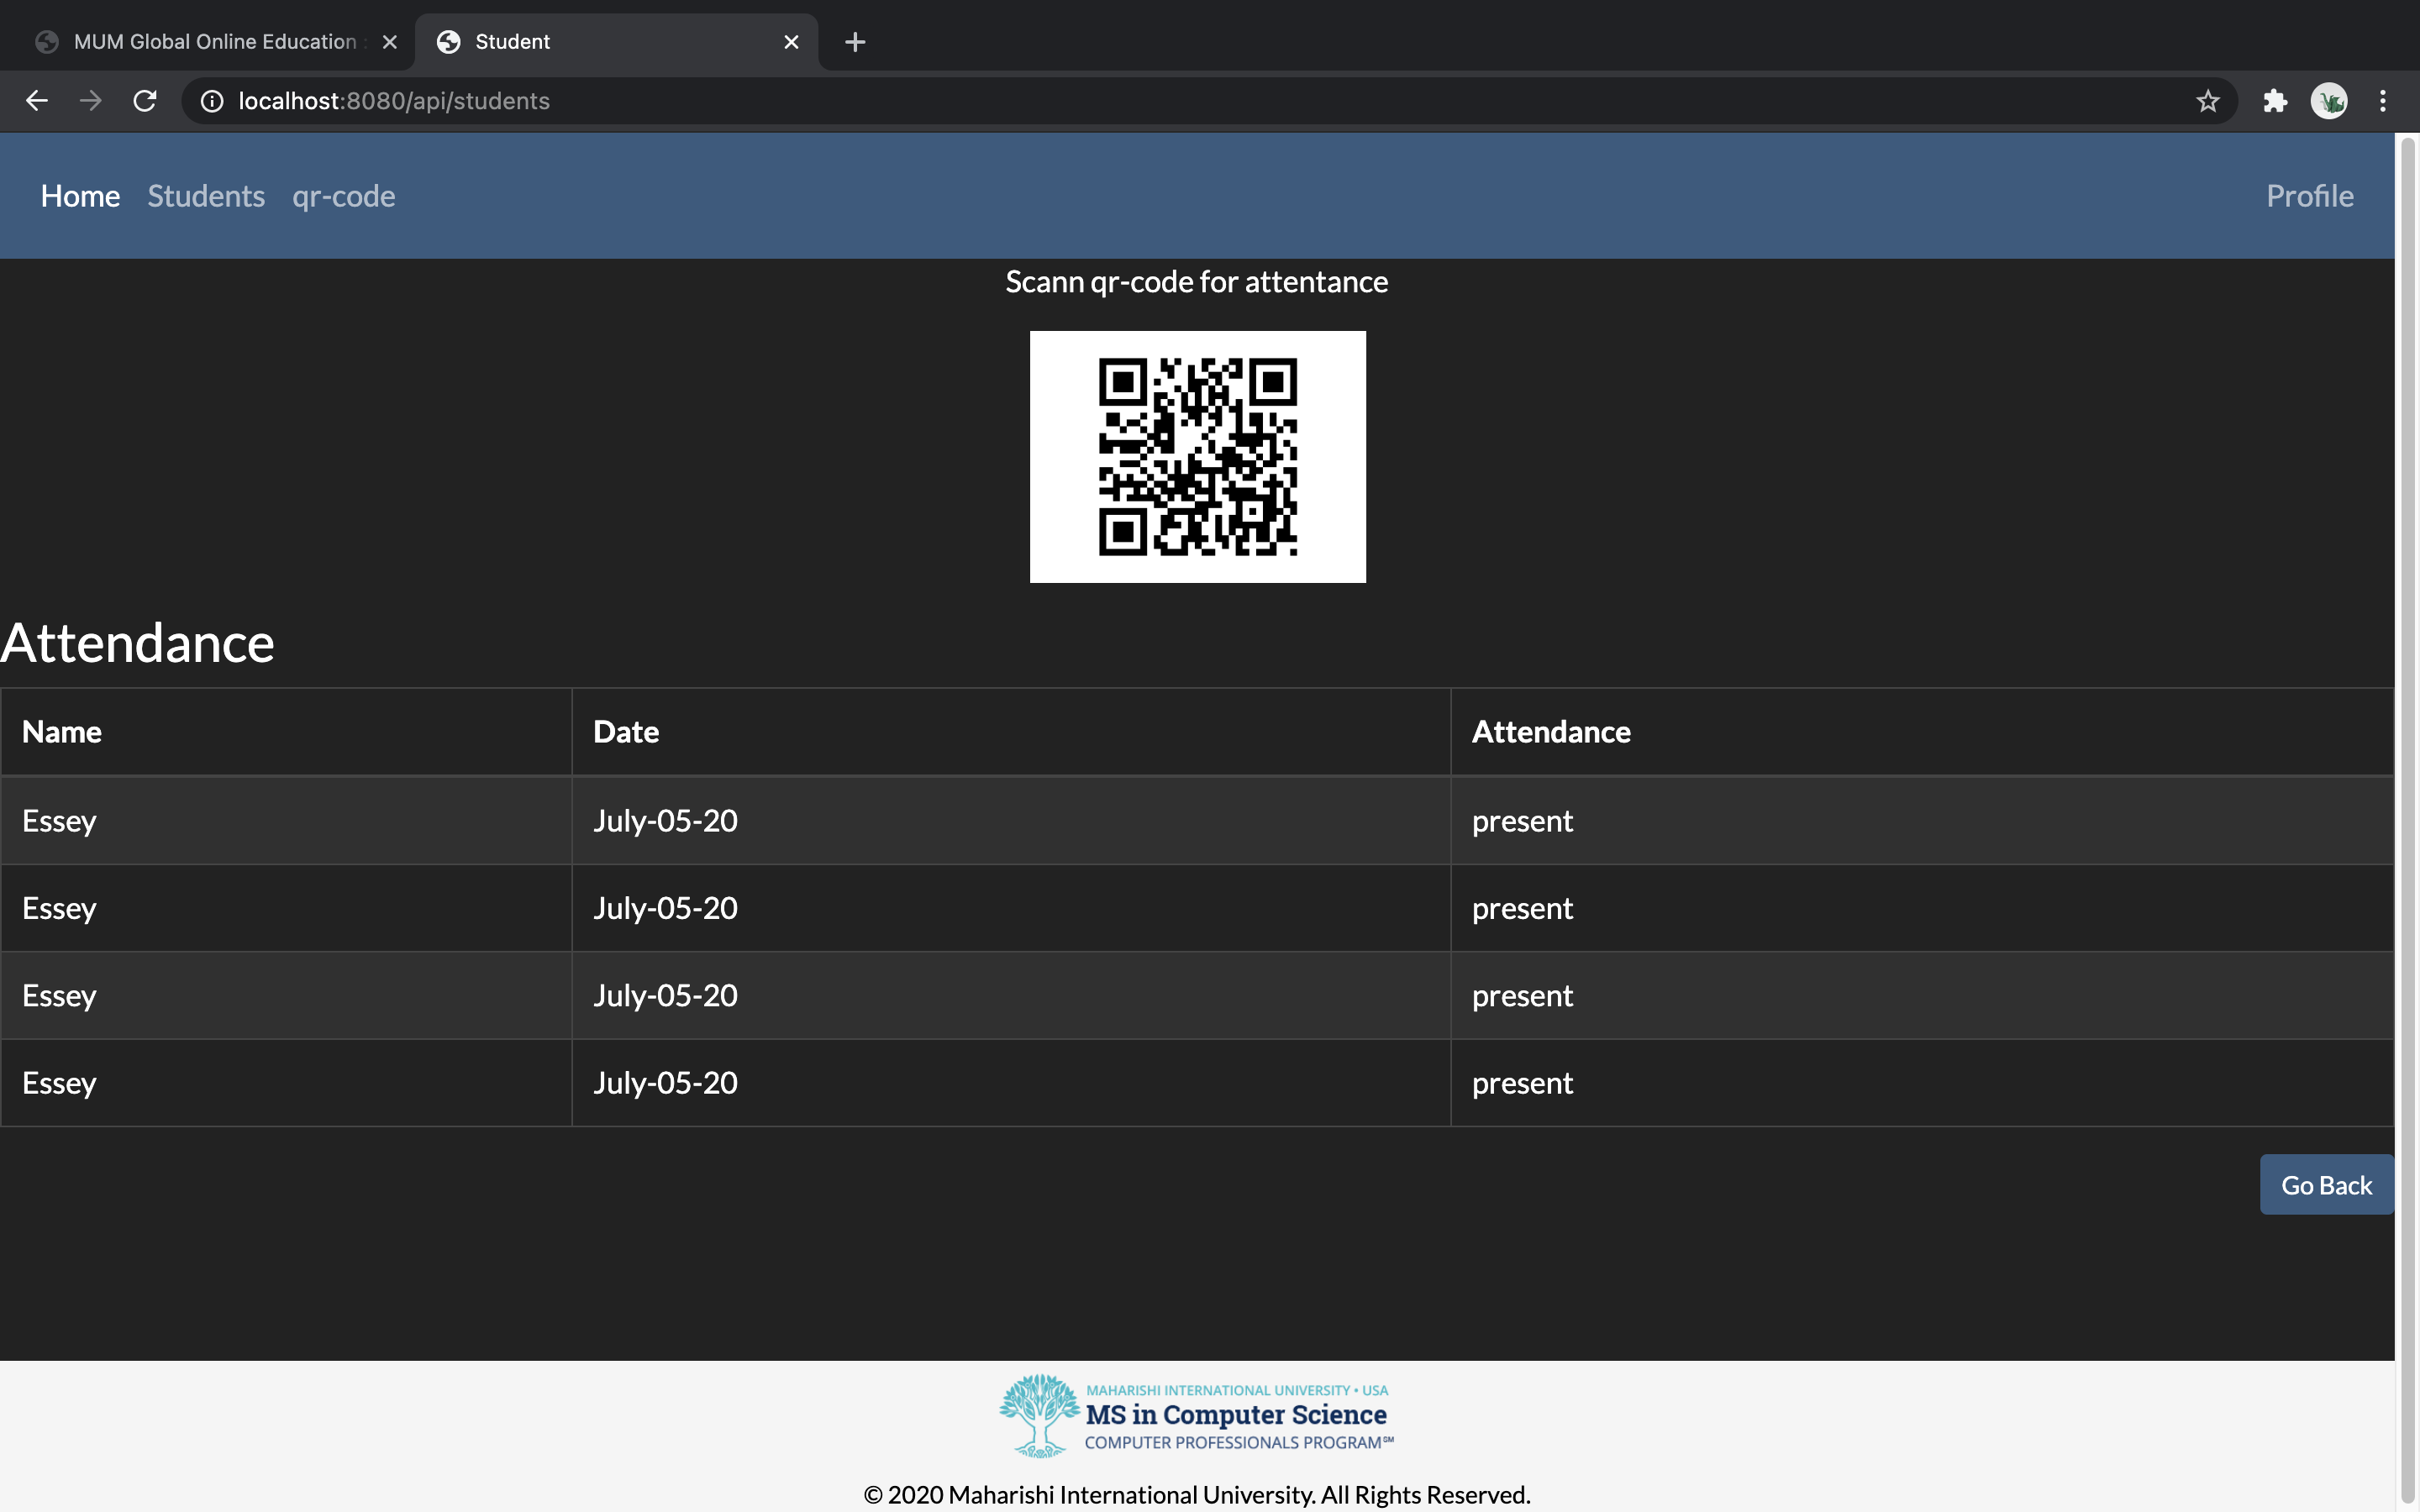 MUM Global Online Education
Student
localhost:8080/api/students
Home Students qr-code Profile
Scann qr-code for attentance
Attendance
Name Date Attendance
Essey July-05-20 present
Essey July-05-20 present
Essey July-05-20 present
Essey July-05-20 present
Go Back
MAHARISHI INTERNATIONAL UNIVERSITY • USA
MS in Computer Science
COMPUTER PROFESSIONALS PROGRAM℠
© 2020 Maharishi International University. All Rights Reserved.